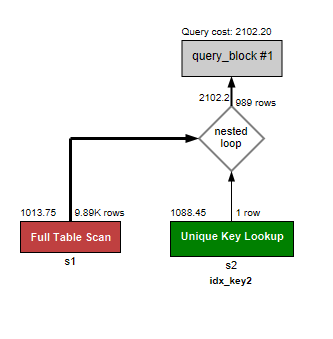 Query cost: 2102.20
query_block #1
2102.2
989 rows
nested
loop
1013.75
9.89K rows
1088.45
1 row
Full Table Scan
Unique Key Lookup
s1
s2
idx_key2